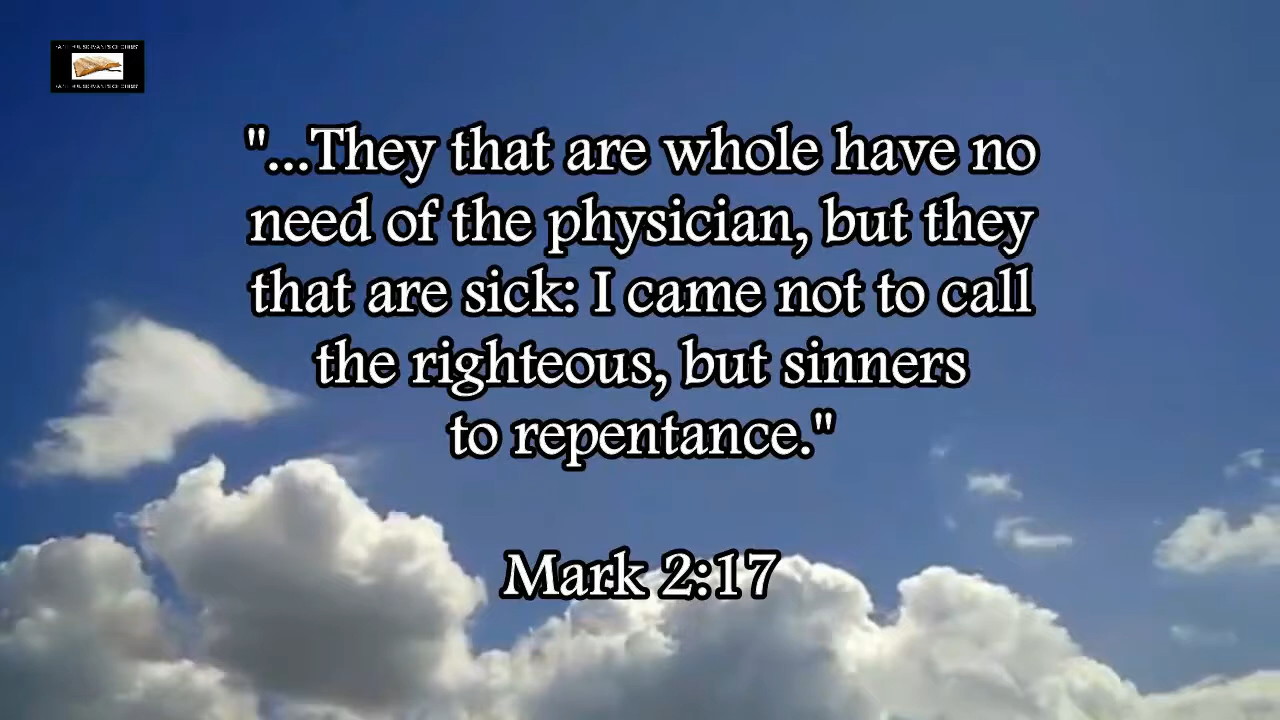 "...They that are whole have no
need of the physician, but they
that are sick: I came not to call
the righteous, but sinners
to repentance."
Mark 2:17